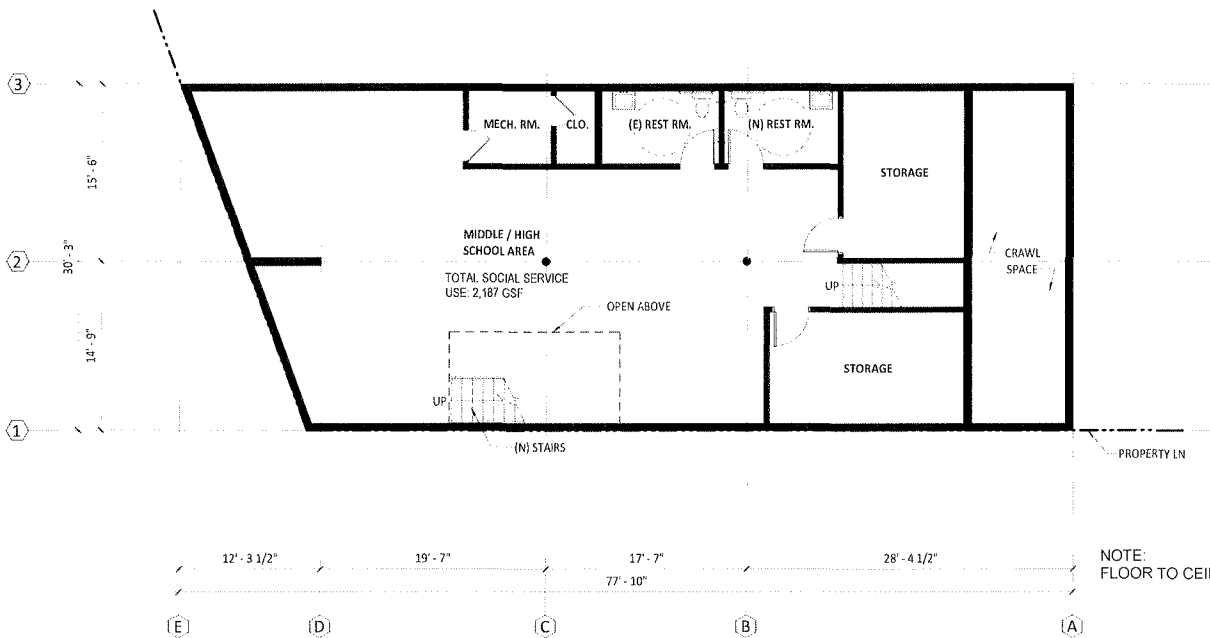 3
MECH. RM.
CLO.
(E) REST RM.
(N) REST RM.
STORAGE
15' - 6"
MIDDLE / HIGH
SCHOOL AREA
2
30' - 3"
TOTAL SOCIAL SERVICE
USE: 2,187 GSF
CRAWL
SPACE
UP
OPEN ABOVE
14' - 9"
STORAGE
UP
1
(N) STAIRS
PROPERTY LN
12' - 3 1/2"
19' - 7"
17' - 7"
28' - 4 1/2"
77' - 10"
NOTE:
FLOOR TO CEI
E
D
C
B
A